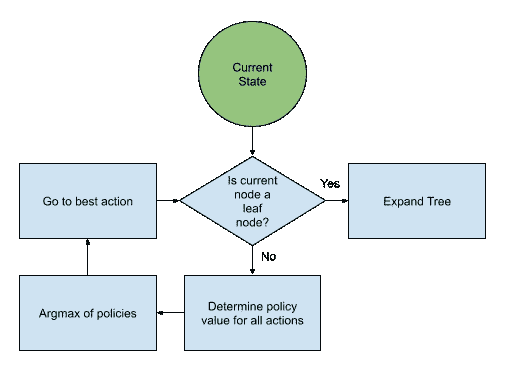 Current
State
Is current
node a
leaf
node?
Yes
Expand Tree
Go to best action
No
Determine policy
value for all actions
Argmax of policies